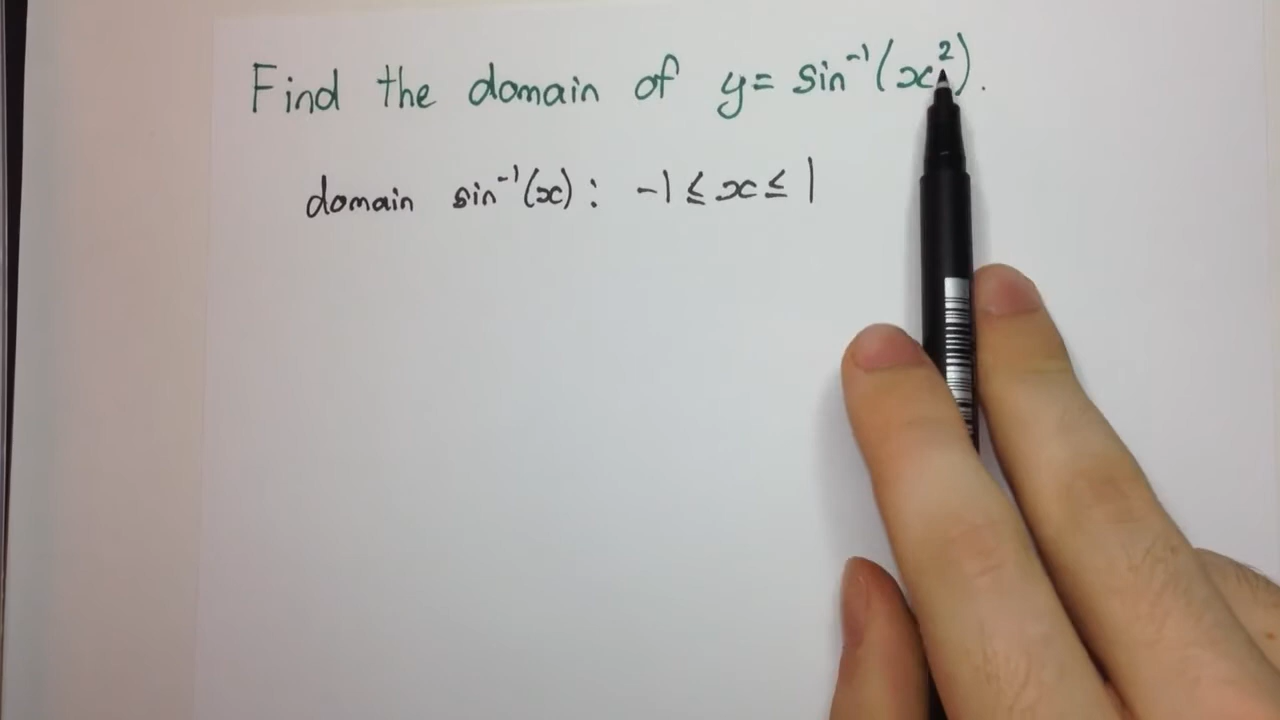 Find the domain of y = sin⁻¹(x²).
domain sin⁻¹(x) : -1 ≤ x ≤ 1